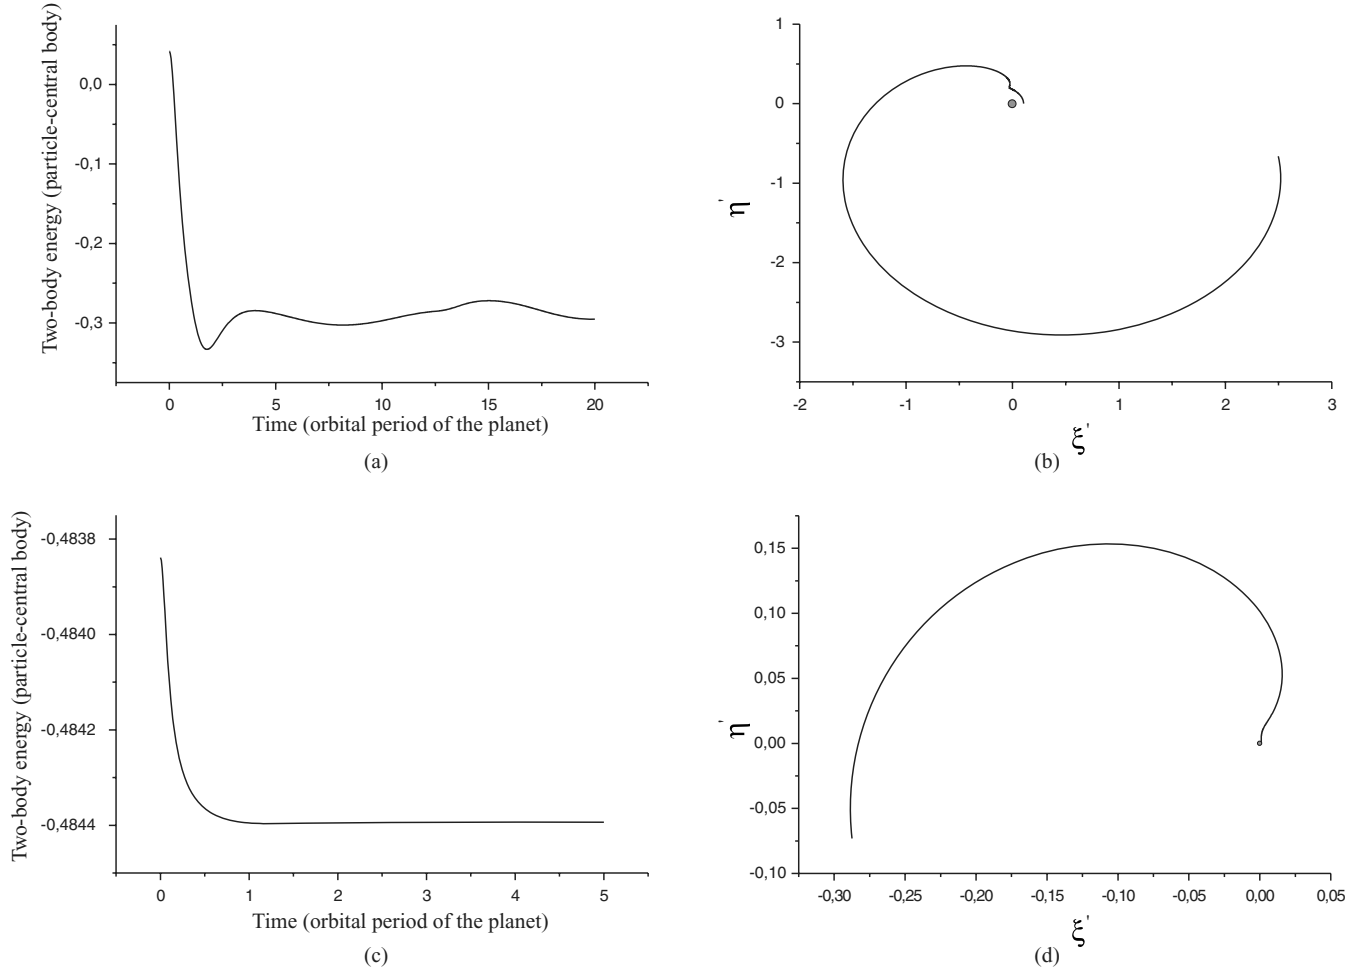 Two-body energy (particle-central body)
0,0
-0,1
-0,2
-0,3
0 5 10 15 20
Time (orbital period of the planet)
(a)
η'
1
0
-1
-2
-3
-2 -1 0 1 2 3
ξ'
(b)
Two-body energy (particle-central body)
-0,4838
-0,4840
-0,4842
-0,4844
0 1 2 3 4 5
Time (orbital period of the planet)
(c)
η'
0,15
0,10
0,05
0,00
-0,05
-0,10
-0,30 -0,25 -0,20 -0,15 -0,10 -0,05 0,00 0,05
ξ'
(d)